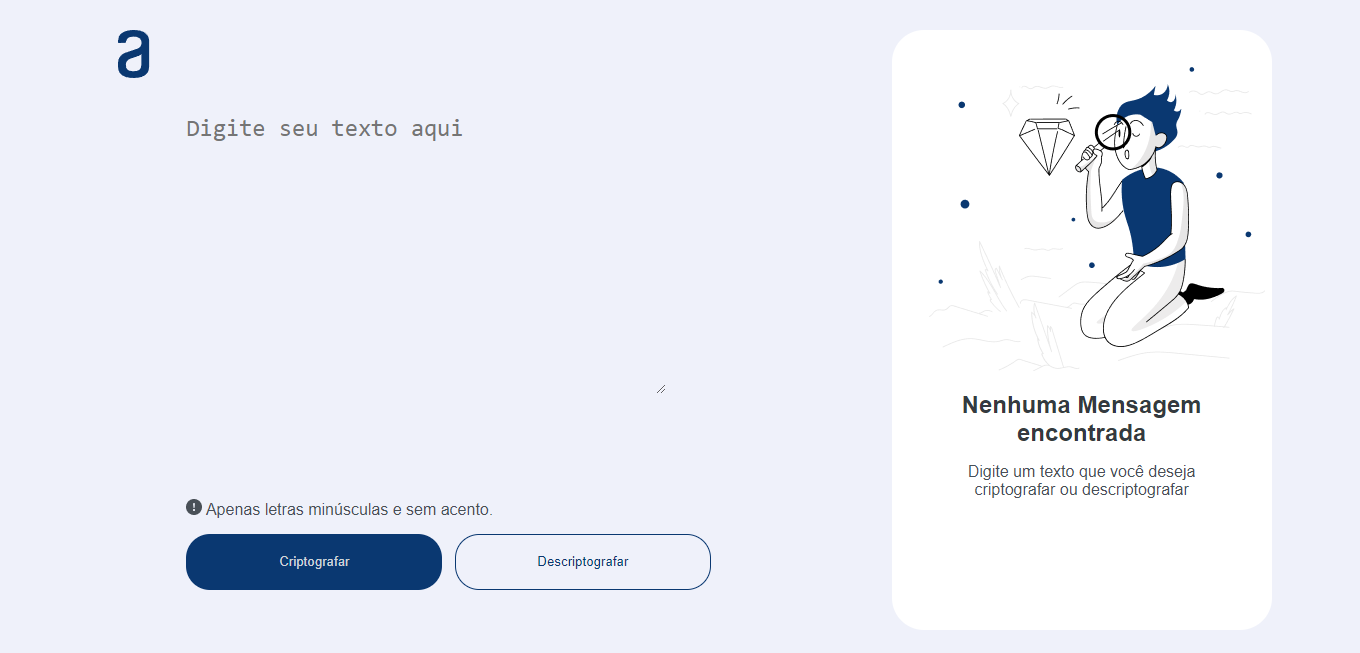 a
Digite seu texto aqui
Apenas letras minúsculas e sem acento.
Criptografar
Descriptografar
Nenhuma Mensagem
encontrada
Digite um texto que você deseja
criptografar ou descriptografar